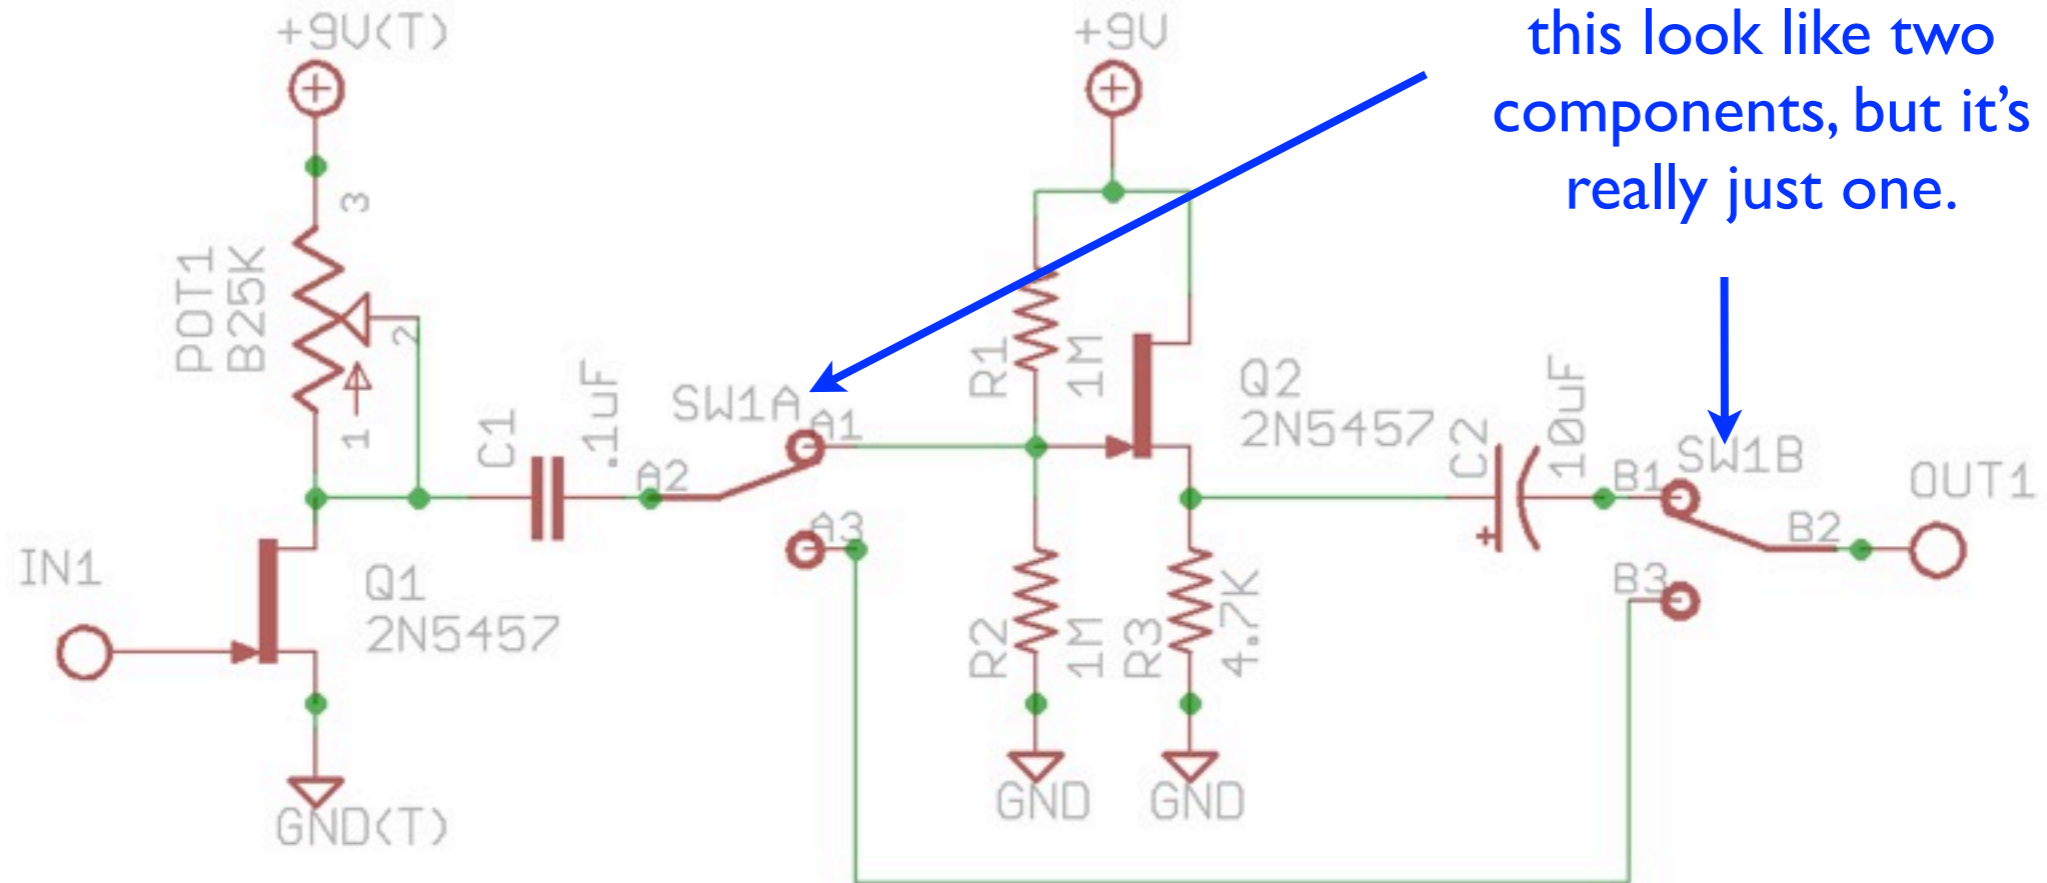 +9V(T)
+9V
this look like two
components, but it’s
really just one.
POT1
B25K
3
2
1
C1
.1uF
SW1A
A1
A2
A3
R1
1M
Q2
2N5457
C2
10uF
+
B1
SW1B
B2
B3
OUT1
IN1
Q1
2N5457
R2
1M
R3
4.7K
GND
GND
GND(T)